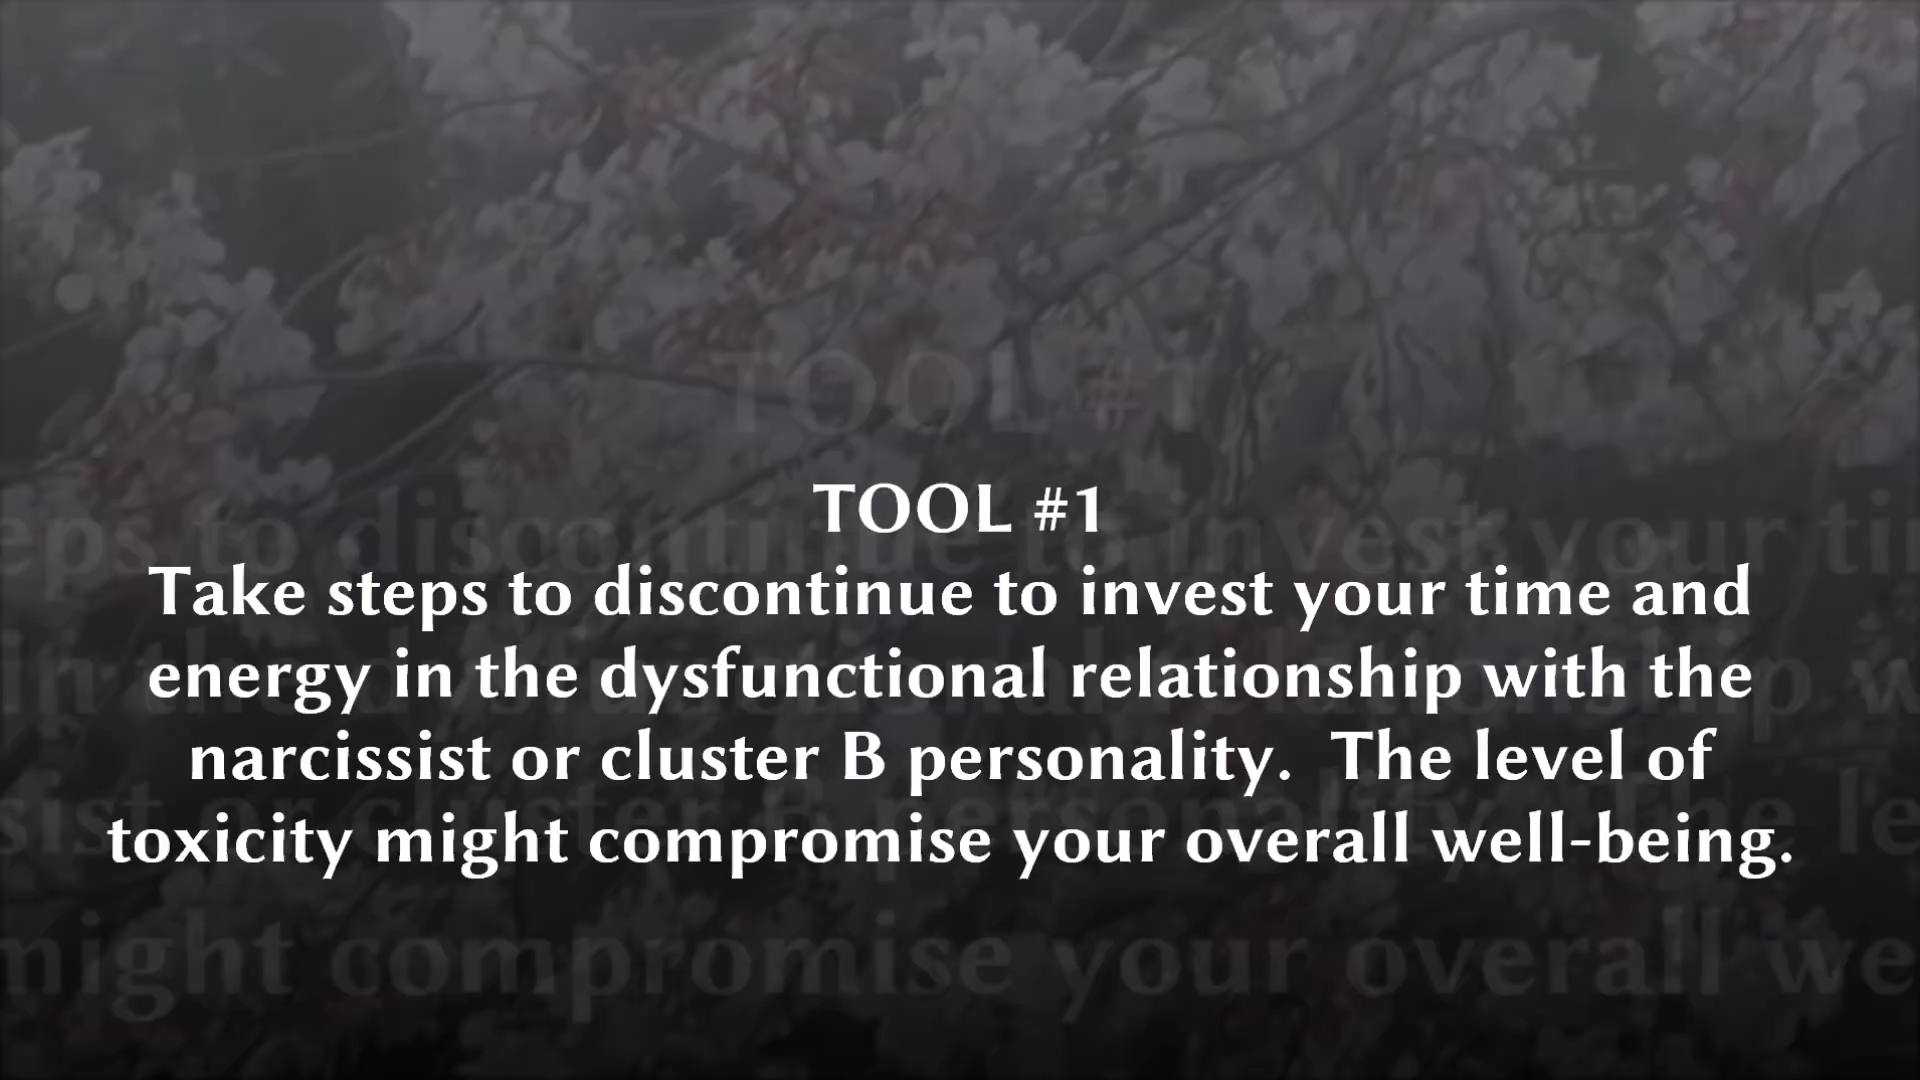 TOOL #1
Take steps to discontinue to invest your time and
energy in the dysfunctional relationship with the
narcissist or cluster B personality.  The level of
toxicity might compromise your overall well-being.